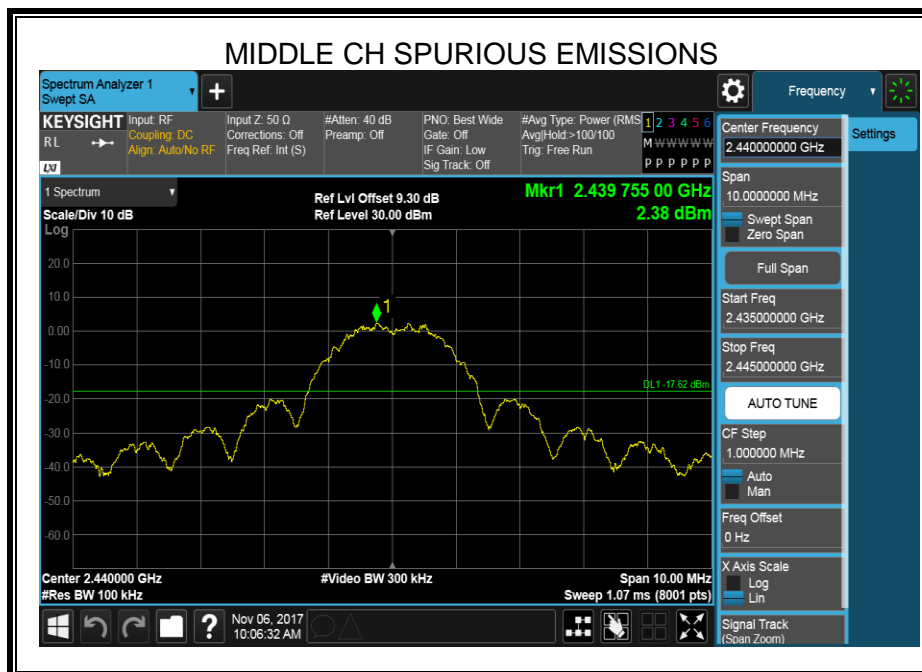 MIDDLE CH SPURIOUS EMISSIONS
Spectrum Analyzer 1
Swept SA
+
Frequency
KEYSIGHT
RL
LXI
Input: RF
Coupling: DC
Align: Auto/No RF
Input Z: 50 Ω
Corrections: Off
Freq Ref: Int (S)
#Atten: 40 dB
Preamp: Off
PNO: Best Wide
Gate: Off
IF Gain: Low
Sig Track: Off
#Avg Type: Power (RMS
Avg|Hold:>100/100
Trig: Free Run
1 2 3 4 5 6
M W W W W W
P P P P P P
1 Spectrum
Scale/Div 10 dB
Ref Lvl Offset 9.30 dB
Ref Level 30.00 dBm
Mkr1 2.439 755 00 GHz
2.38 dBm
Log
20.0
10.0
0.00
-10.0
-20.0
-30.0
-40.0
-50.0
-60.0
1
DL1 -17.62 dBm
Center 2.440000 GHz
#Res BW 100 kHz
#Video BW 300 kHz
Span 10.00 MHz
Sweep 1.07 ms (8001 pts)
Center Frequency
2.440000000 GHz
Settings
Span
10.0000000 MHz
Swept Span
Zero Span
Full Span
Start Freq
2.435000000 GHz
Stop Freq
2.445000000 GHz
AUTO TUNE
CF Step
1.000000 MHz
Auto
Man
Freq Offset
0 Hz
X Axis Scale
Log
Lin
Signal Track
(Span Zoom)
?
Nov 06, 2017
10:06:32 AM